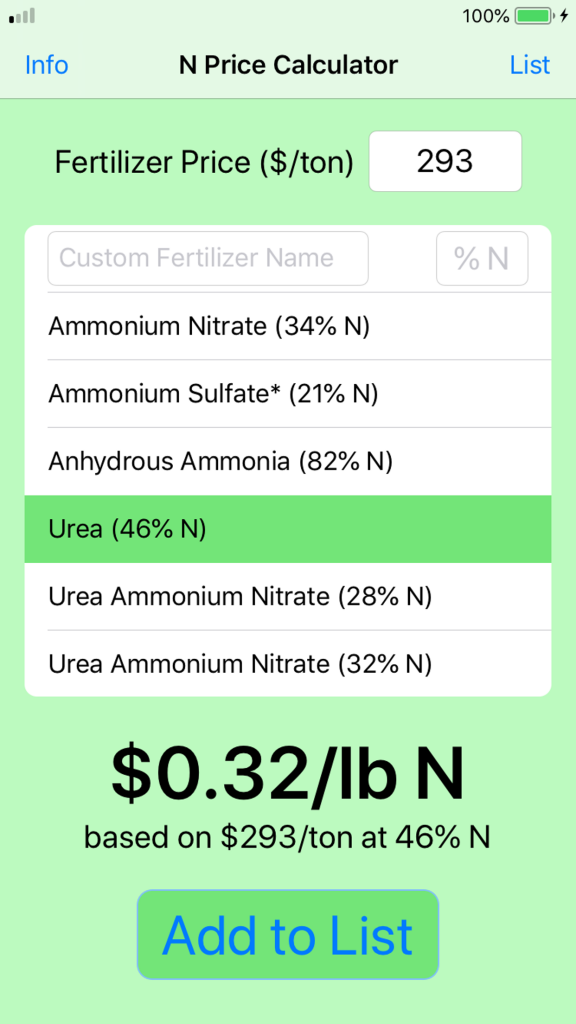 100%
Info N Price Calculator List
Fertilizer Price ($/ton) 293
Custom Fertilizer Name % N
Ammonium Nitrate (34% N)
Ammonium Sulfate* (21% N)
Anhydrous Ammonia (82% N)
Urea (46% N)
Urea Ammonium Nitrate (28% N)
Urea Ammonium Nitrate (32% N)
$0.32/lb N
based on $293/ton at 46% N
Add to List